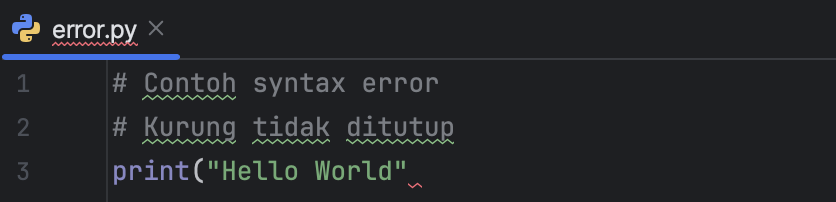 error.py
1 # Contoh syntax error
2 # Kurung tidak ditutup
3 print("Hello World"